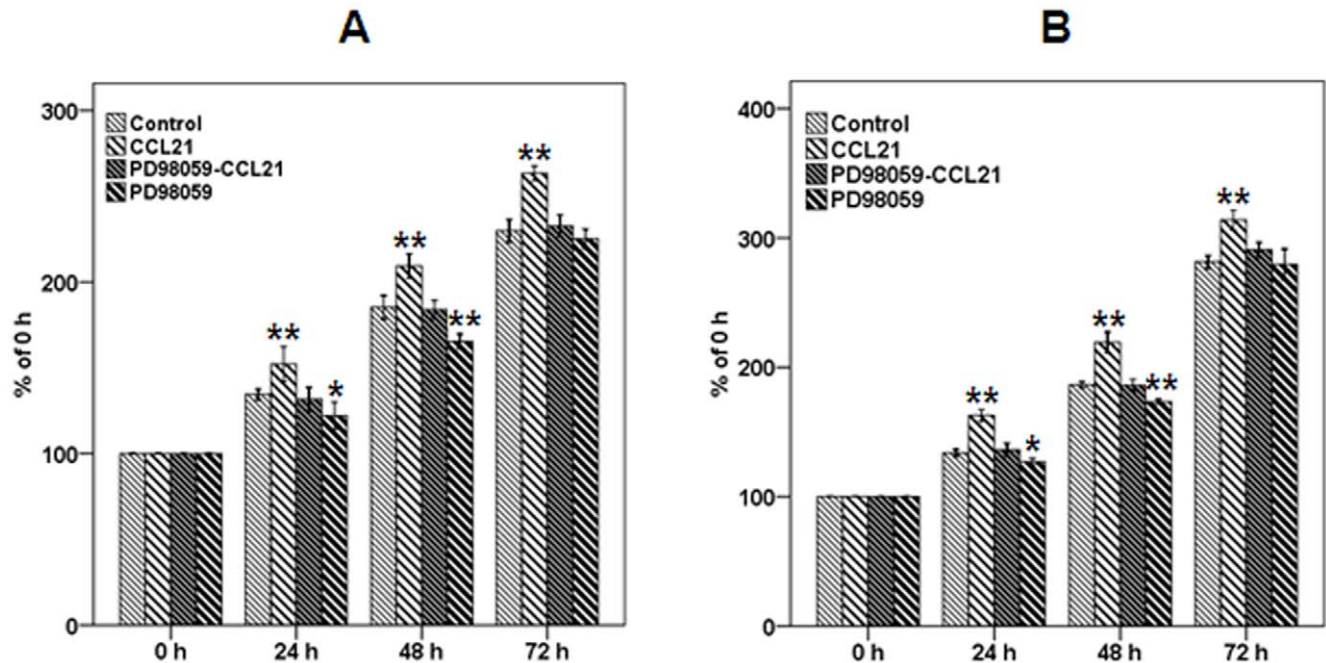 A
300
200
100
0
% of 0 h
Control
CCL21
PD98059-CCL21
PD98059
**
*
**
**
**
0 h
24 h
48 h
72 h
B
400
300
200
100
0
% of 0 h
Control
CCL21
PD98059-CCL21
PD98059
**
*
**
**
**
0 h
24 h
48 h
72 h